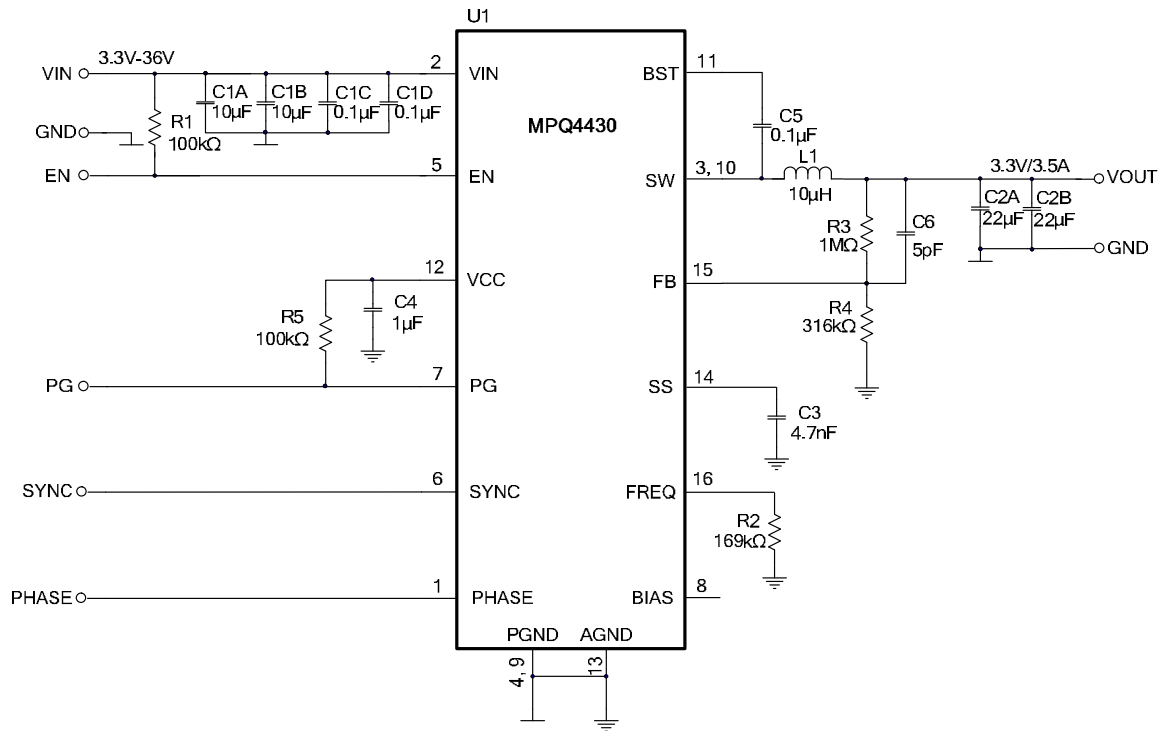 U1
MPQ4430
3.3V-36V
VIN
GND
EN
R1
100kΩ
C1A
10μF
C1B
10μF
C1C
0.1μF
C1D
0.1μF
2
VIN
5
EN
12
VCC
R5
100kΩ
C4
1μF
PG
7
PG
SYNC
6
SYNC
PHASE
1
PHASE
BST
11
C5
0.1μF
SW
3, 10
L1
10μH
3.3V/3.5A
VOUT
C2A
22μF
C2B
22μF
GND
R3
1MΩ
C6
5pF
FB
15
R4
316kΩ
SS
14
C3
4.7nF
FREQ
16
R2
169kΩ
BIAS
8
PGND
AGND
4, 9
13